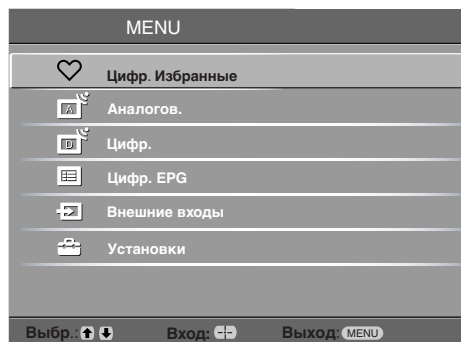 MENU
Цифр. Избранные
Аналогов.
Цифр.
Цифр. EPG
Внешние входы
Установки
Выбр.: Вход: Выход: MENU